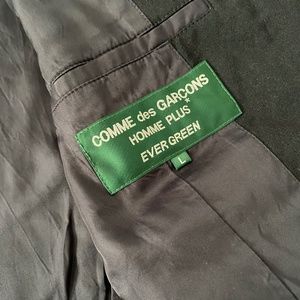 COMME des GARÇONS
HOMME PLUS*
EVER GREEN
L